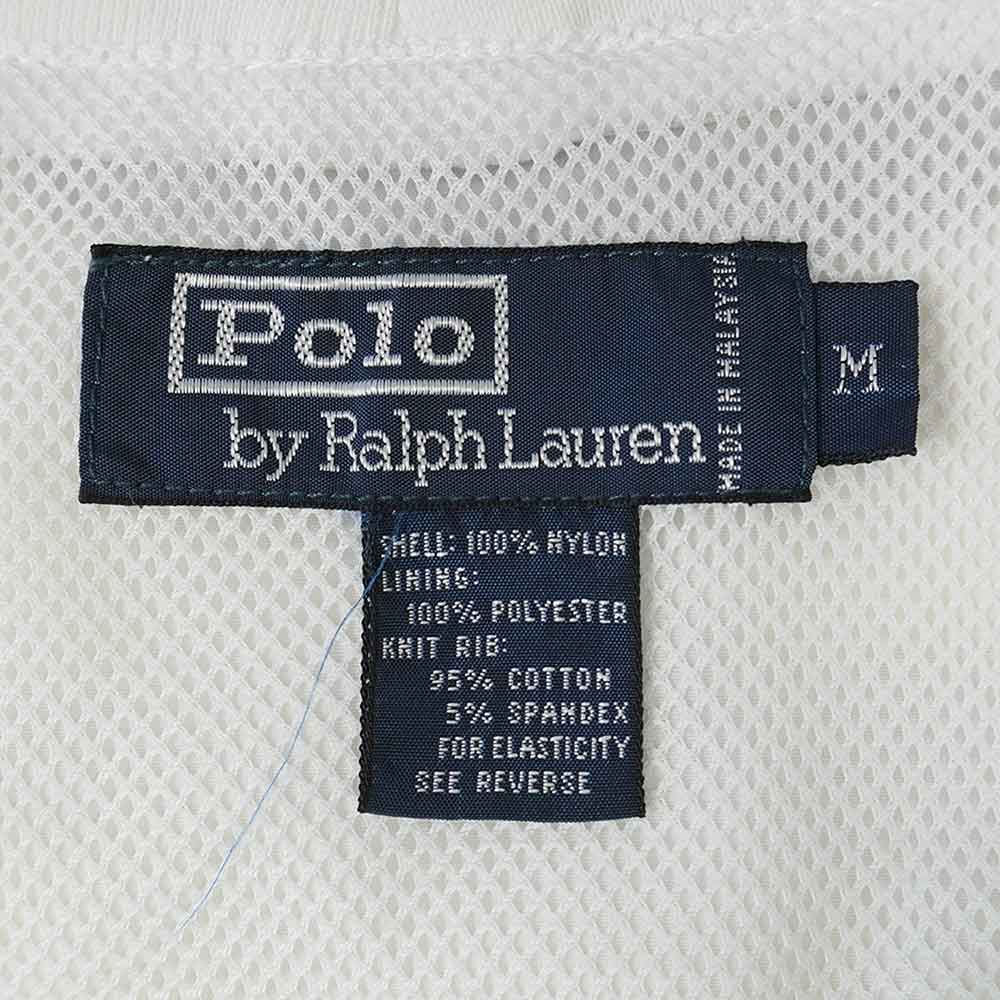 Polo
by Ralph Lauren
MADE IN MALAYSIA
M
SHELL: 100% NYLON
LINING:
100% POLYESTER
KNIT RIB:
95% COTTON
5% SPANDEX
FOR ELASTICITY
SEE REVERSE